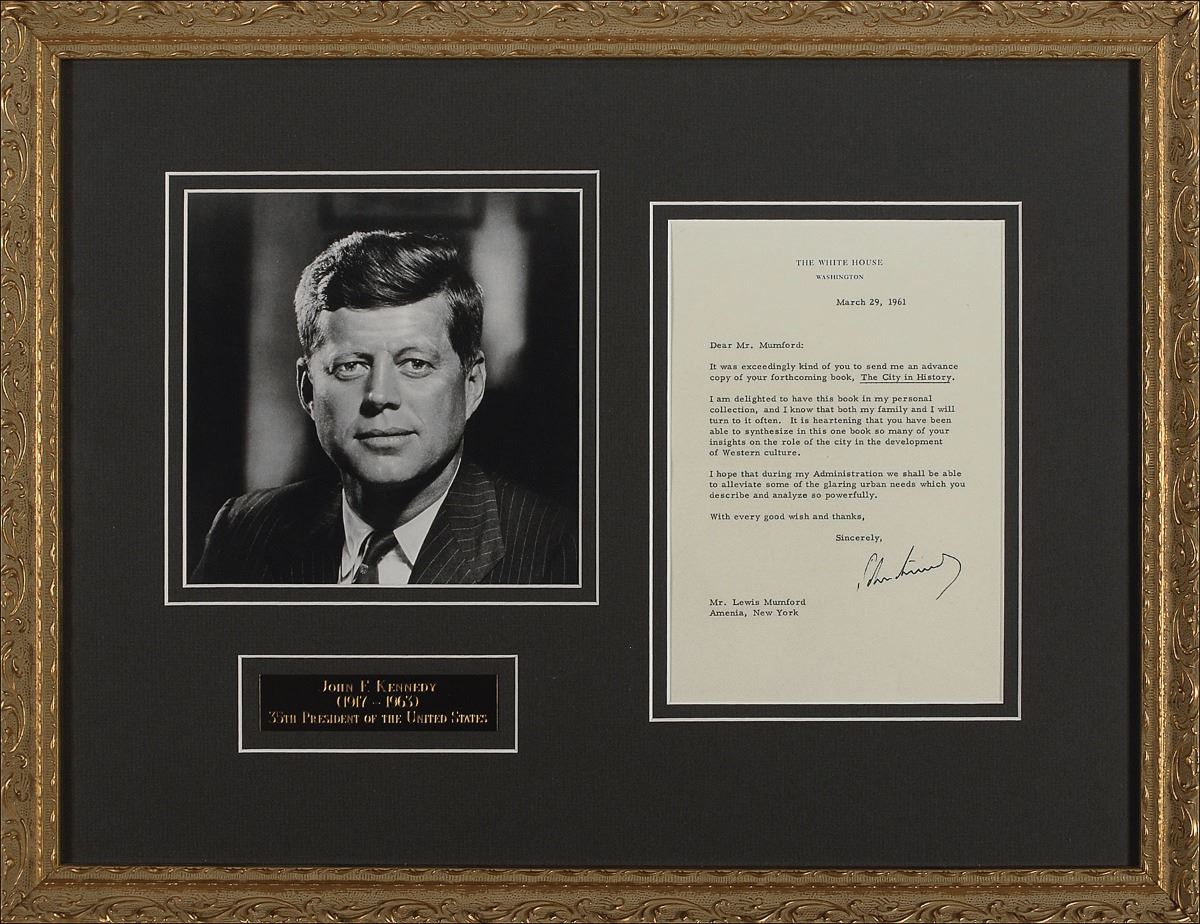 THE WHITE HOUSE
WASHINGTON
March 29, 1961
Dear Mr. Mumford:
It was exceedingly kind of you to send me an advance
copy of your forthcoming book, The City in History.
I am delighted to have this book in my personal
collection, and I know that both my family and I will
turn to it often. It is heartening that you have been
able to synthesize in this one book so many of your
insights on the role of the city in the development
of Western culture.
I hope that during my Administration we shall be able
to alleviate some of the glaring urban needs which you
describe and analyze so powerfully.
With every good wish and thanks,
Sincerely,
Mr. Lewis Mumford
Amenia, New York
John F. Kennedy
(1917 - 1963)
35th President of the United States